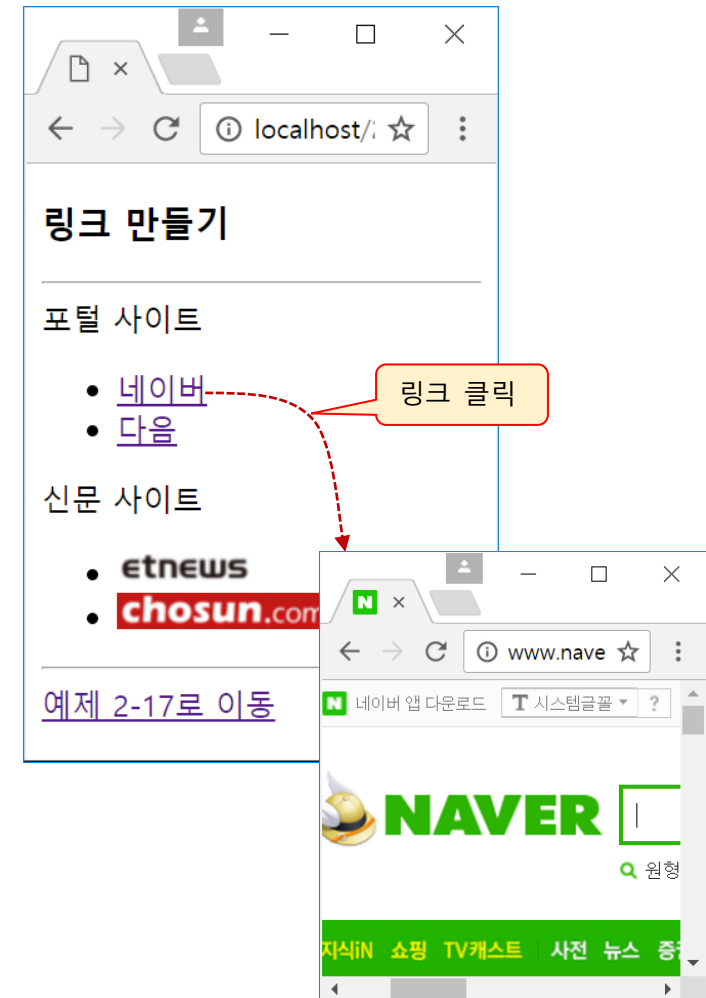 localhost/2
링크 만들기
포털 사이트
네이버
다음
링크 클릭
신문 사이트
etnews
chosun.com
예제 2-17로 이동
N
www.nave
N 네이버 앱 다운로드 T 시스템글꼴 ?
NAVER
원형
지식iN 쇼핑 TV캐스트 사전 뉴스